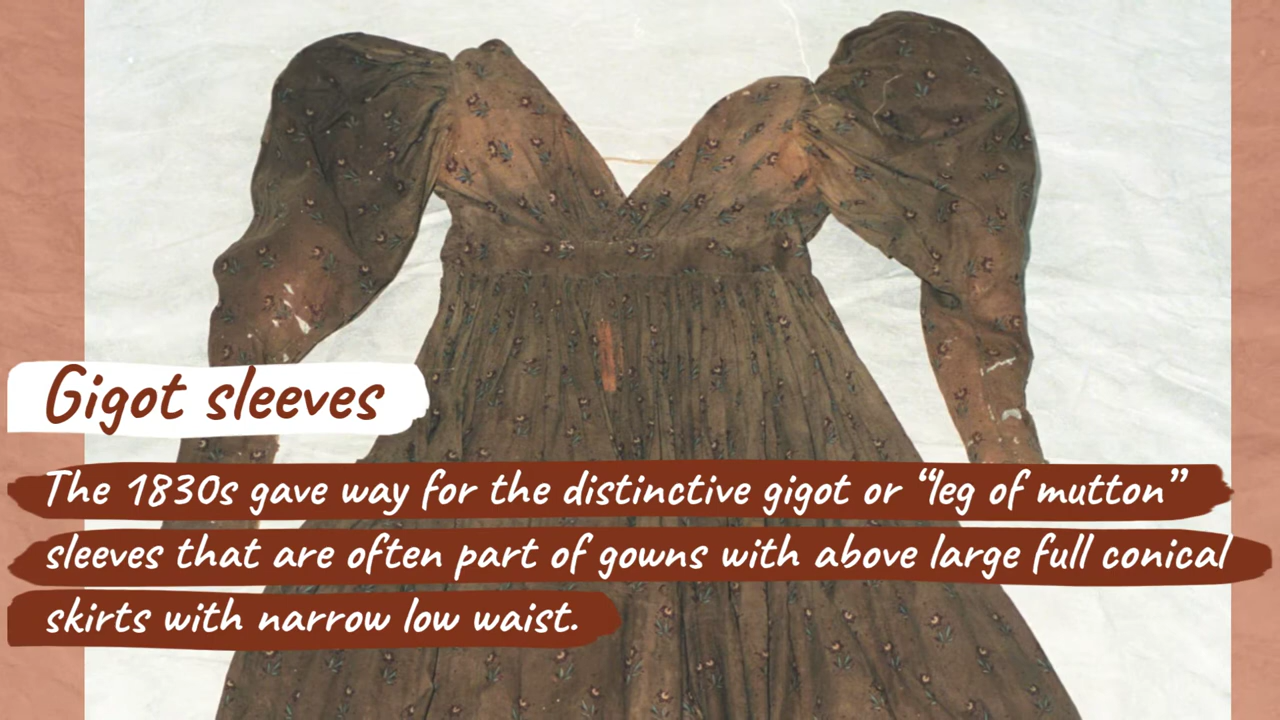 Gigot sleeves
The 1830s gave way for the distinctive gigot or “leg of mutton”
sleeves that are often part of gowns with above large full conical
skirts with narrow low waist.